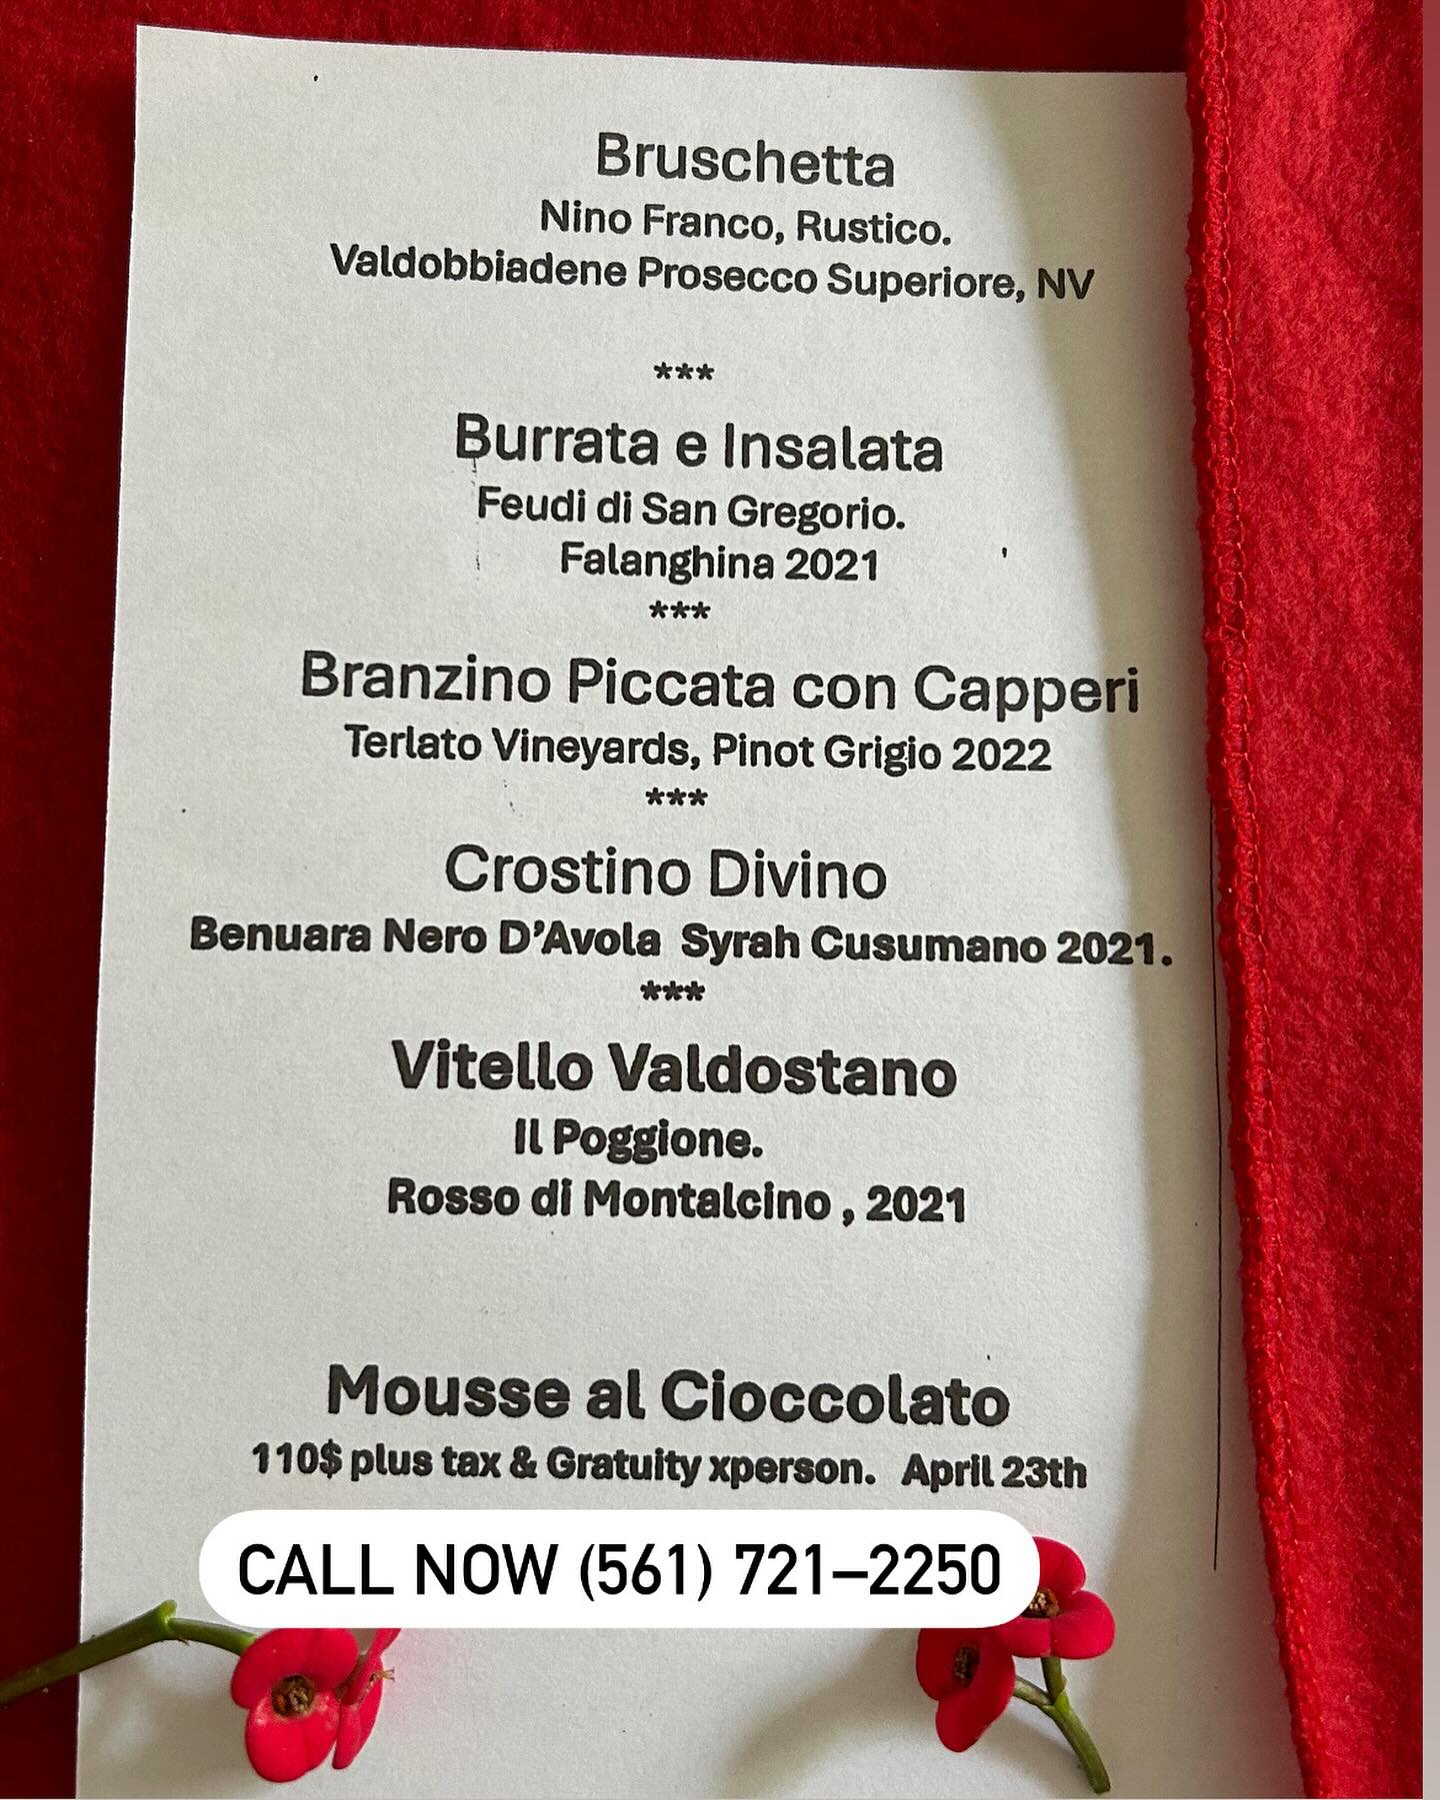 Bruschetta
Nino Franco, Rustico.
Valdobbiadene Prosecco Superiore, NV
***
Burrata e Insalata
Feudi di San Gregorio.
Falanghina 2021
***
Branzino Piccata con Capperi
Terlato Vineyards, Pinot Grigio 2022
***
Crostino Divino
Benuara Nero D’Avola Syrah Cusumano 2021.
***
Vitello Valdostano
Il Poggione.
Rosso di Montalcino , 2021
Mousse al Cioccolato
110$ plus tax & Gratuity xperson. April 23th
CALL NOW (561) 721–2250